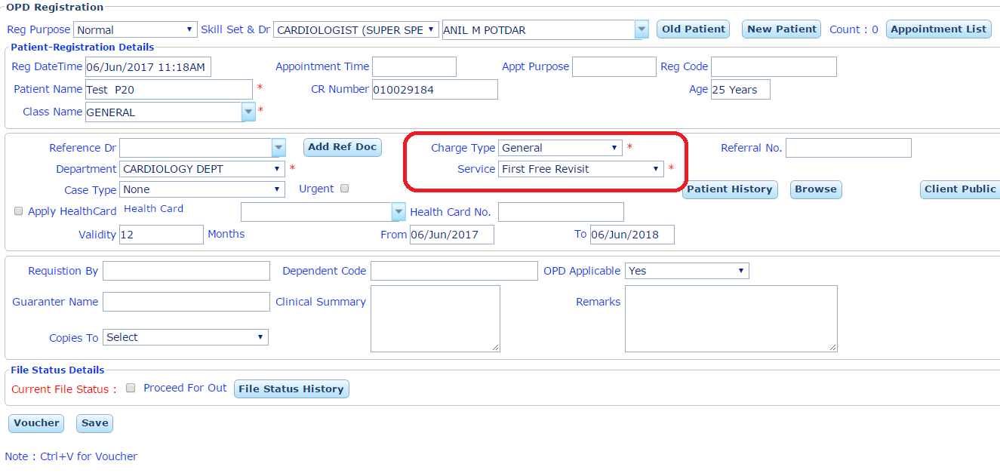 OPD Registration
Reg Purpose Normal Skill Set & Dr CARDIOLOGIST (SUPER SPE ANIL M POTDAR Old Patient New Patient Count : 0 Appointment List
Patient-Registration Details
Reg DateTime 06/Jun/2017 11:18AM Appointment Time Appt Purpose Reg Code
Patient Name Test P20 * CR Number 010029184 Age 25 Years
Class Name GENERAL *
Reference Dr Add Ref Doc Charge Type General * Referral No.
Department CARDIOLOGY DEPT * Service First Free Revisit *
Case Type None Urgent Patient History Browse Client Public
Apply HealthCard Health Card Health Card No.
Validity 12 Months From 06/Jun/2017 To 06/Jun/2018
Requistion By Dependent Code OPD Applicable Yes
Guaranter Name Clinical Summary Remarks
Copies To Select
File Status Details
Current File Status : Proceed For Out File Status History
Voucher Save
Note : Ctrl+V for Voucher